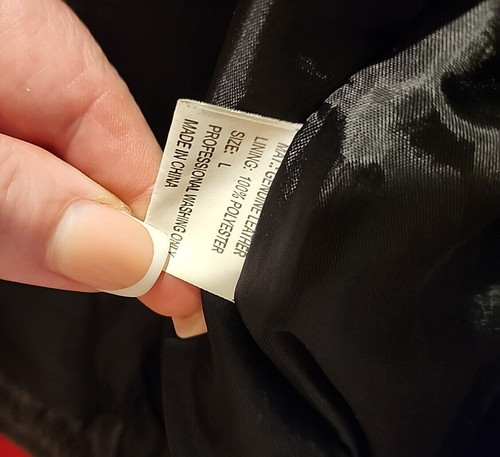 MAT.: GENUINE LEATHER
LINING: 100% POLYESTER
SIZE: L
PROFESSIONAL WASHING ONLY
MADE IN CHINA